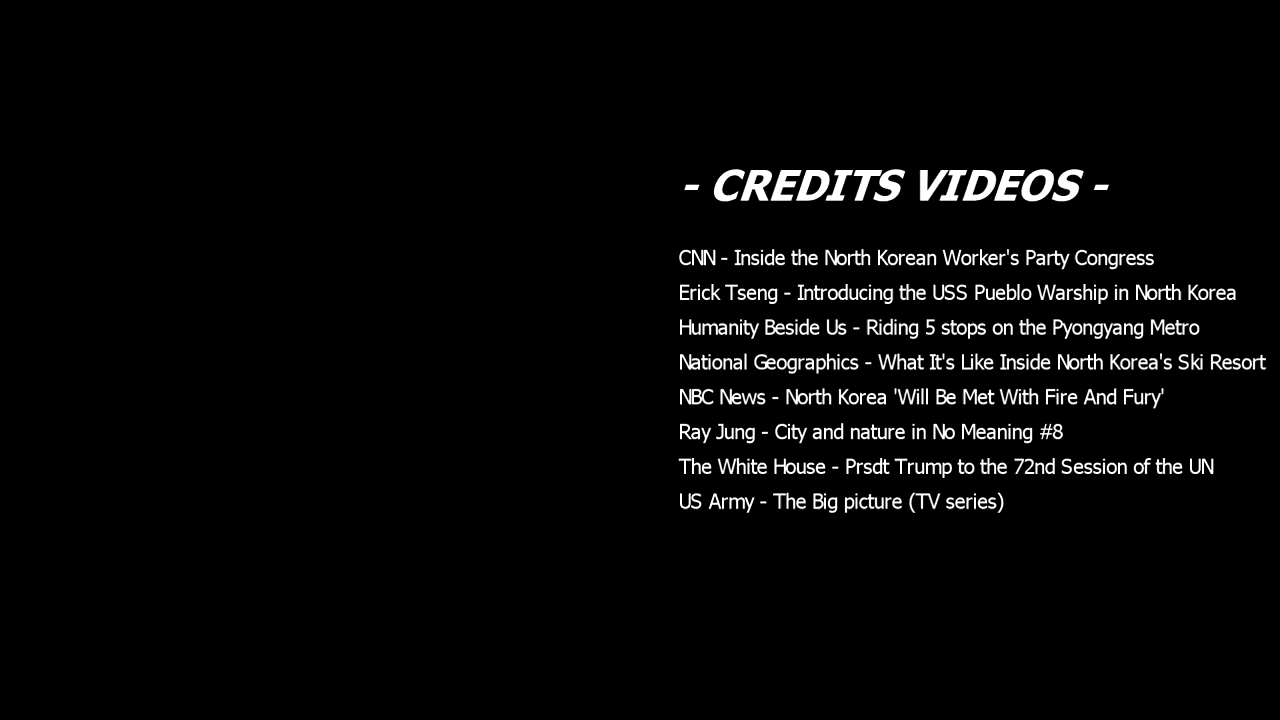 - CREDITS VIDEOS -
CNN - Inside the North Korean Worker's Party Congress
Erick Tseng - Introducing the USS Pueblo Warship in North Korea
Humanity Beside Us - Riding 5 stops on the Pyongyang Metro
National Geographics - What It's Like Inside North Korea's Ski Resort
NBC News - North Korea 'Will Be Met With Fire And Fury'
Ray Jung - City and nature in No Meaning #8
The White House - Prsdt Trump to the 72nd Session of the UN
US Army - The Big picture (TV series)